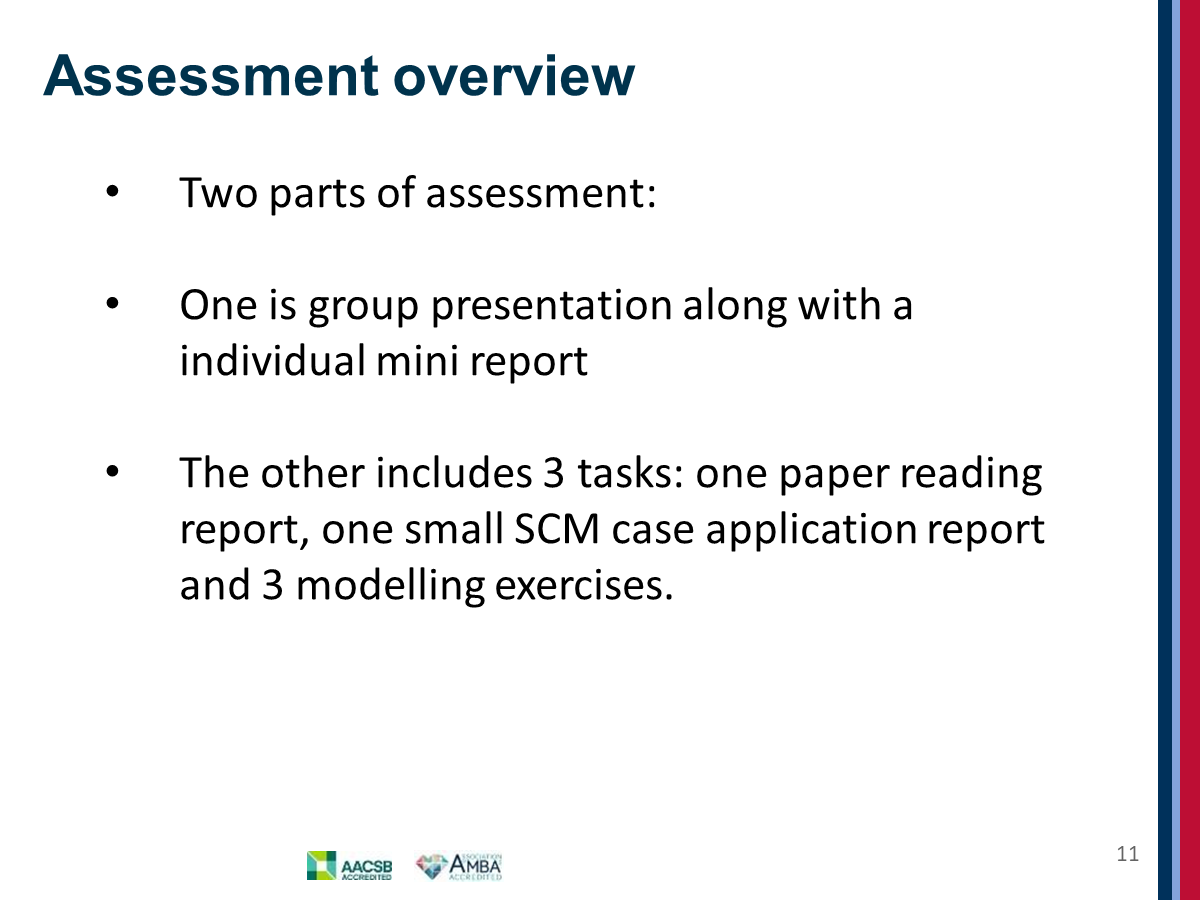 Assessment overview
• Two parts of assessment:
• One is group presentation along with a
individual mini report
• The other includes 3 tasks: one paper reading
report, one small SCM case application report
and 3 modelling exercises.
AACSB
ACCREDITED
ASSOCIATION
AMBA
ACCREDITED
11